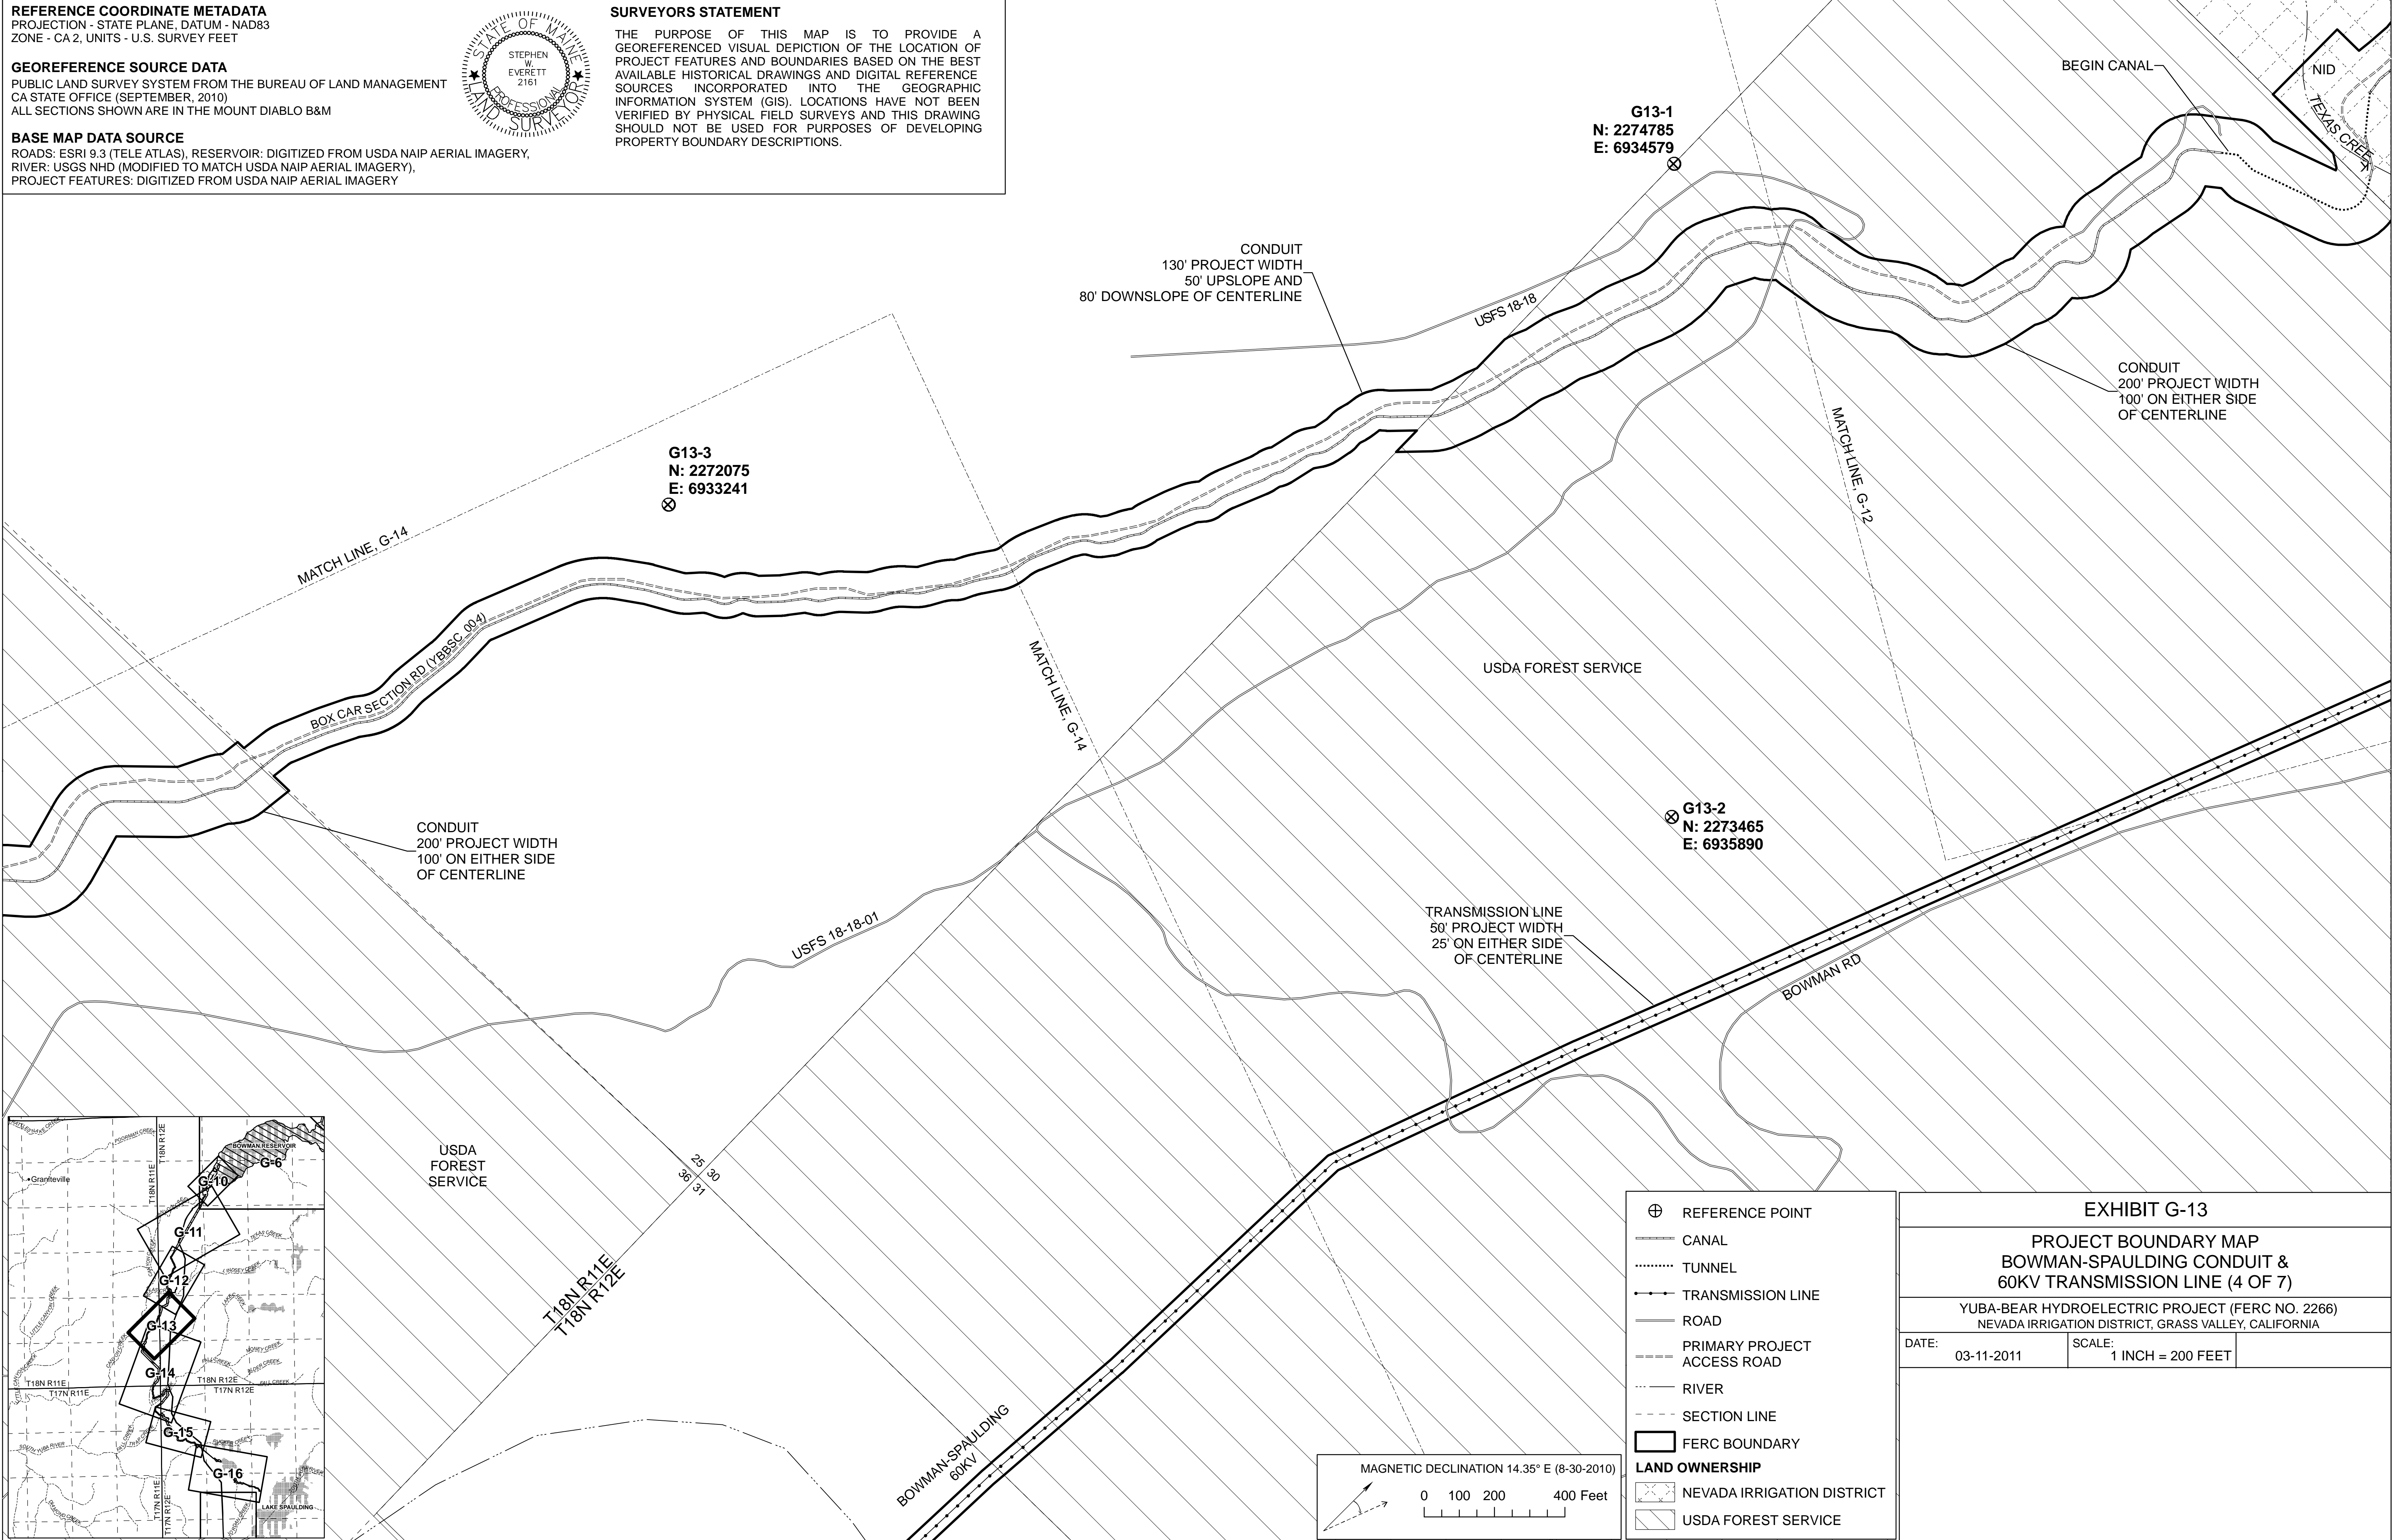 REFERENCE COORDINATE METADATA
PROJECTION - STATE PLANE, DATUM - NAD83
ZONE - CA 2, UNITS - U.S. SURVEY FEET
GEOREFERENCE SOURCE DATA
PUBLIC LAND SURVEY SYSTEM FROM THE BUREAU OF LAND MANAGEMENT
CA STATE OFFICE (SEPTEMBER, 2010)
ALL SECTIONS SHOWN ARE IN THE MOUNT DIABLO B&M
BASE MAP DATA SOURCE
ROADS: ESRI 9.3 (TELE ATLAS), RESERVOIR: DIGITIZED FROM USDA NAIP AERIAL IMAGERY,
RIVER: USGS NHD (MODIFIED TO MATCH USDA NAIP AERIAL IMAGERY),
PROJECT FEATURES: DIGITIZED FROM USDA NAIP AERIAL IMAGERY
STATE OF MAINE
STEPHEN
W.
EVERETT
2161
PROFESSIONAL
LAND SURVEYOR
SURVEYORS STATEMENT
THE PURPOSE OF THIS MAP IS TO PROVIDE A
GEOREFERENCED VISUAL DEPICTION OF THE LOCATION OF
PROJECT FEATURES AND BOUNDARIES BASED ON THE BEST
AVAILABLE HISTORICAL DRAWINGS AND DIGITAL REFERENCE
SOURCES INCORPORATED INTO THE GEOGRAPHIC
INFORMATION SYSTEM (GIS). LOCATIONS HAVE NOT BEEN
VERIFIED BY PHYSICAL FIELD SURVEYS AND THIS DRAWING
SHOULD NOT BE USED FOR PURPOSES OF DEVELOPING
PROPERTY BOUNDARY DESCRIPTIONS.
BEGIN CANAL
NID
TEXAS CREEK
G13-1
N: 2274785
E: 6934579
CONDUIT
130' PROJECT WIDTH
50' UPSLOPE AND
80' DOWNSLOPE OF CENTERLINE
USFS 18-18
CONDUIT
200' PROJECT WIDTH
100' ON EITHER SIDE
OF CENTERLINE
MATCH LINE, G-12
G13-3
N: 2272075
E: 6933241
MATCH LINE, G-14
BOX CAR SECTION RD (YBBSC_004)
MATCH LINE, G-14
USDA FOREST SERVICE
CONDUIT
200' PROJECT WIDTH
100' ON EITHER SIDE
OF CENTERLINE
G13-2
N: 2273465
E: 6935890
USFS 18-18-01
TRANSMISSION LINE
50' PROJECT WIDTH
25' ON EITHER SIDE
OF CENTERLINE
BOWMAN RD
USDA
FOREST
SERVICE
25 30
36 31
T18N R11E
T18N R12E
BOWMAN-SPAULDING
60KV
POORMAN CREEK
T18N R11E
T18N R12E
BOWMAN RESERVOIR
G-6
Graniteville
G-10
G-11
TEXAS CREEK
G-12
G-13
G-14
T18N R11E
T17N R11E
T18N R12E
T17N R12E
FALL CREEK
G-15
SOUTH YUBA RIVER
G-16
T17N R11E
T17N R12E
LAKE SPAULDING
MAGNETIC DECLINATION 14.35° E (8-30-2010)
0 100 200 400 Feet
REFERENCE POINT
CANAL
TUNNEL
TRANSMISSION LINE
ROAD
PRIMARY PROJECT
ACCESS ROAD
RIVER
SECTION LINE
FERC BOUNDARY
LAND OWNERSHIP
NEVADA IRRIGATION DISTRICT
USDA FOREST SERVICE
EXHIBIT G-13
PROJECT BOUNDARY MAP
BOWMAN-SPAULDING CONDUIT &
60KV TRANSMISSION LINE (4 OF 7)
YUBA-BEAR HYDROELECTRIC PROJECT (FERC NO. 2266)
NEVADA IRRIGATION DISTRICT, GRASS VALLEY, CALIFORNIA
DATE:
03-11-2011
SCALE:
1 INCH = 200 FEET